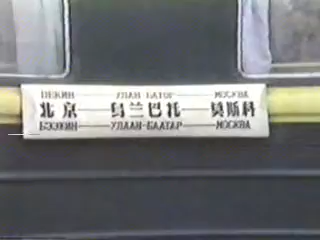 ПЕКИН——УЛАН БАТОР——МОСКВА
北京——乌兰巴托——莫斯科
БЭЭЖИН——УЛААН-БААТАР——МОСКВА